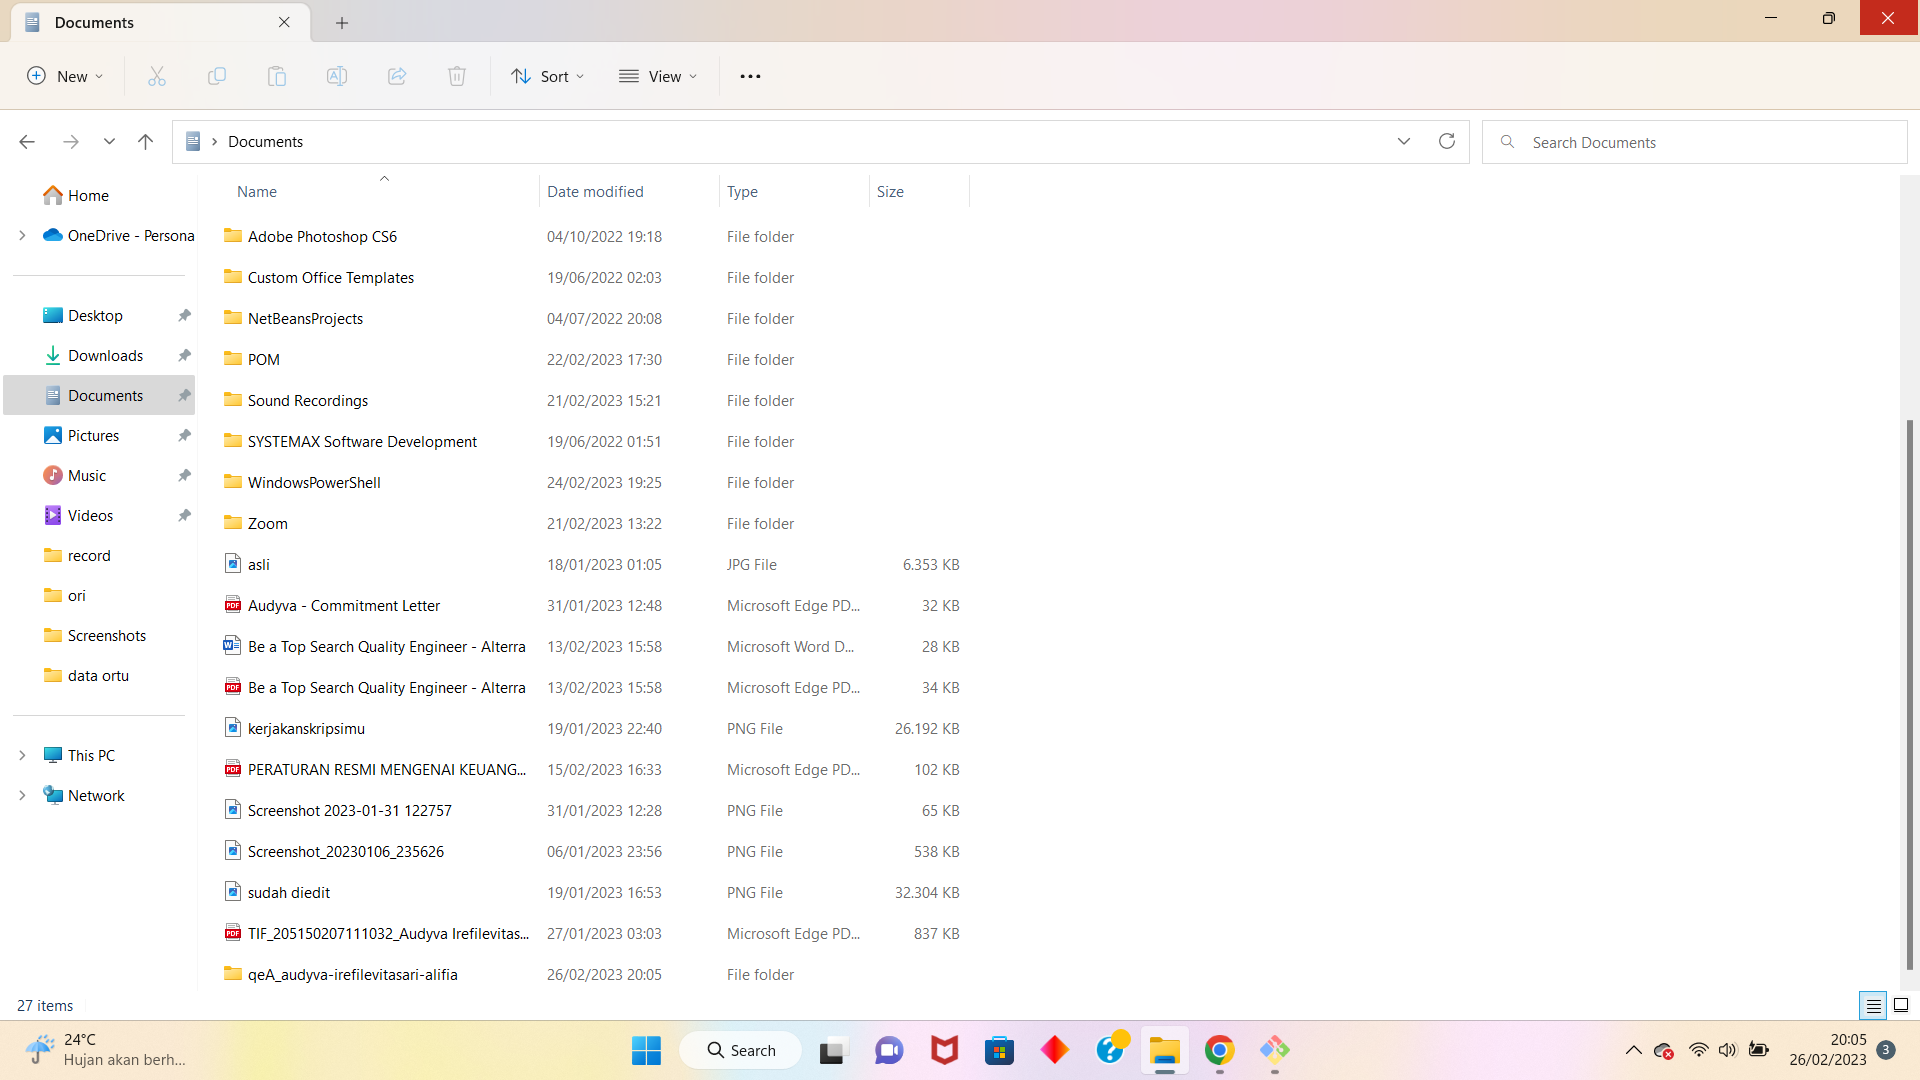 Documents
New
Sort
View
Documents
Search Documents
Home
OneDrive - Persona
Desktop
Downloads
Documents
Pictures
Music
Videos
record
ori
Screenshots
data ortu
This PC
Network
Name Date modified Type Size
Adobe Photoshop CS6 04/10/2022 19:18 File folder
Custom Office Templates 19/06/2022 02:03 File folder
NetBeansProjects 04/07/2022 20:08 File folder
POM 22/02/2023 17:30 File folder
Sound Recordings 21/02/2023 15:21 File folder
SYSTEMAX Software Development 19/06/2022 01:51 File folder
WindowsPowerShell 24/02/2023 19:25 File folder
Zoom 21/02/2023 13:22 File folder
asli 18/01/2023 01:05 JPG File 6.353 KB
Audyva - Commitment Letter 31/01/2023 12:48 Microsoft Edge PD... 32 KB
Be a Top Search Quality Engineer - Alterra 13/02/2023 15:58 Microsoft Word D... 28 KB
Be a Top Search Quality Engineer - Alterra 13/02/2023 15:58 Microsoft Edge PD... 34 KB
kerjakanskripsimu 19/01/2023 22:40 PNG File 26.192 KB
PERATURAN RESMI MENGENAI KEUANG... 15/02/2023 16:33 Microsoft Edge PD... 102 KB
Screenshot 2023-01-31 122757 31/01/2023 12:28 PNG File 65 KB
Screenshot_20230106_235626 06/01/2023 23:56 PNG File 538 KB
sudah diedit 19/01/2023 16:53 PNG File 32.304 KB
TIF_205150207111032_Audyva Irefilevitas... 27/01/2023 03:03 Microsoft Edge PD... 837 KB
qeA_audyva-irefilevitasari-alifia 26/02/2023 20:05 File folder
27 items
24°C
Hujan akan berh...
Search
20:05
26/02/2023
3